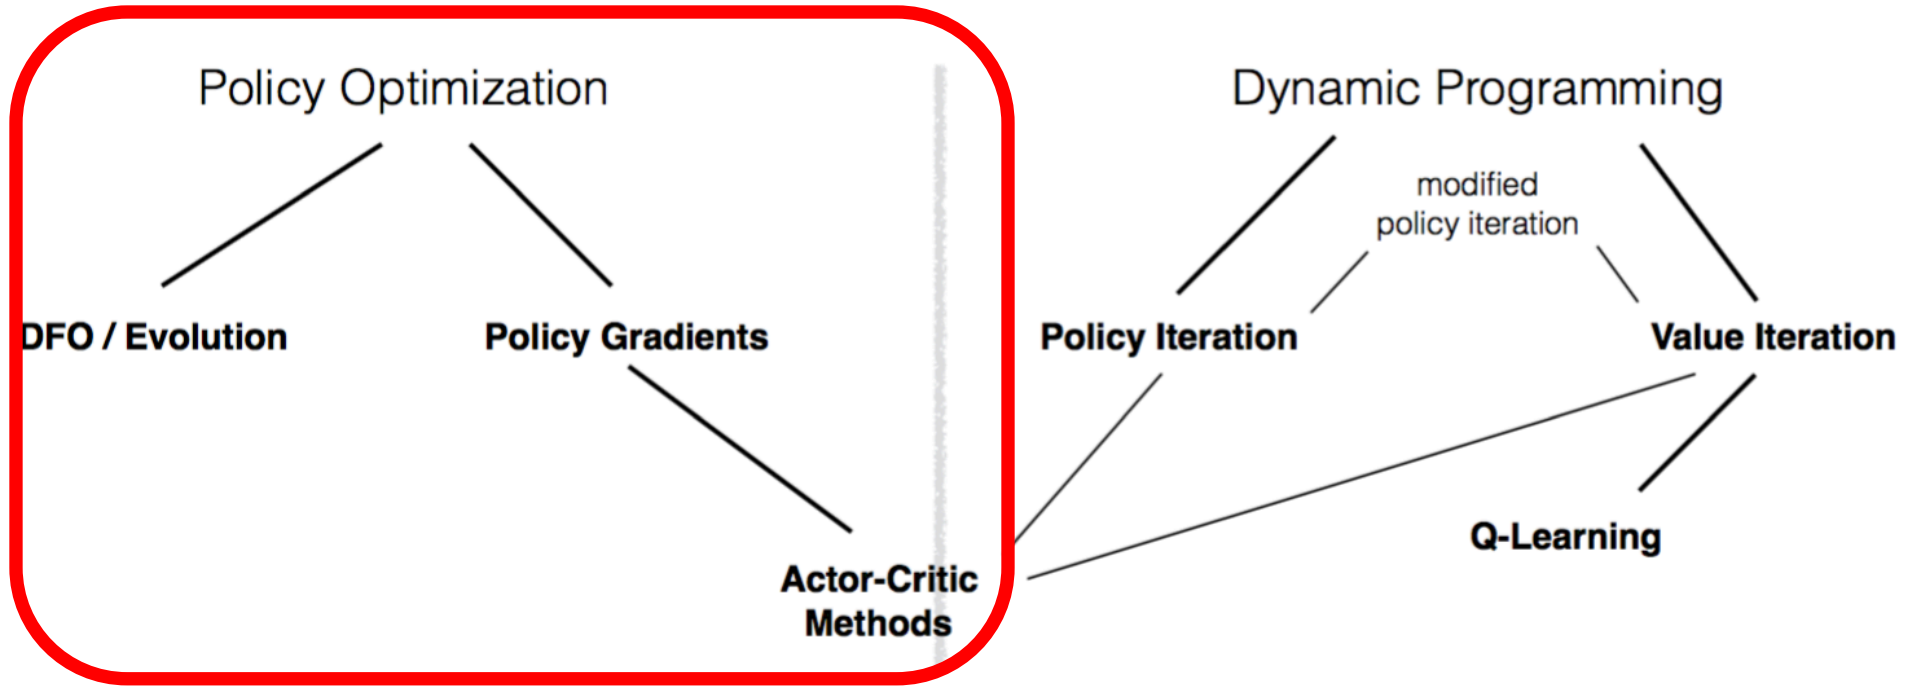 Policy Optimization
Dynamic Programming
modified
policy iteration
DFO / Evolution
Policy Gradients
Policy Iteration
Value Iteration
Q-Learning
Actor-Critic
Methods